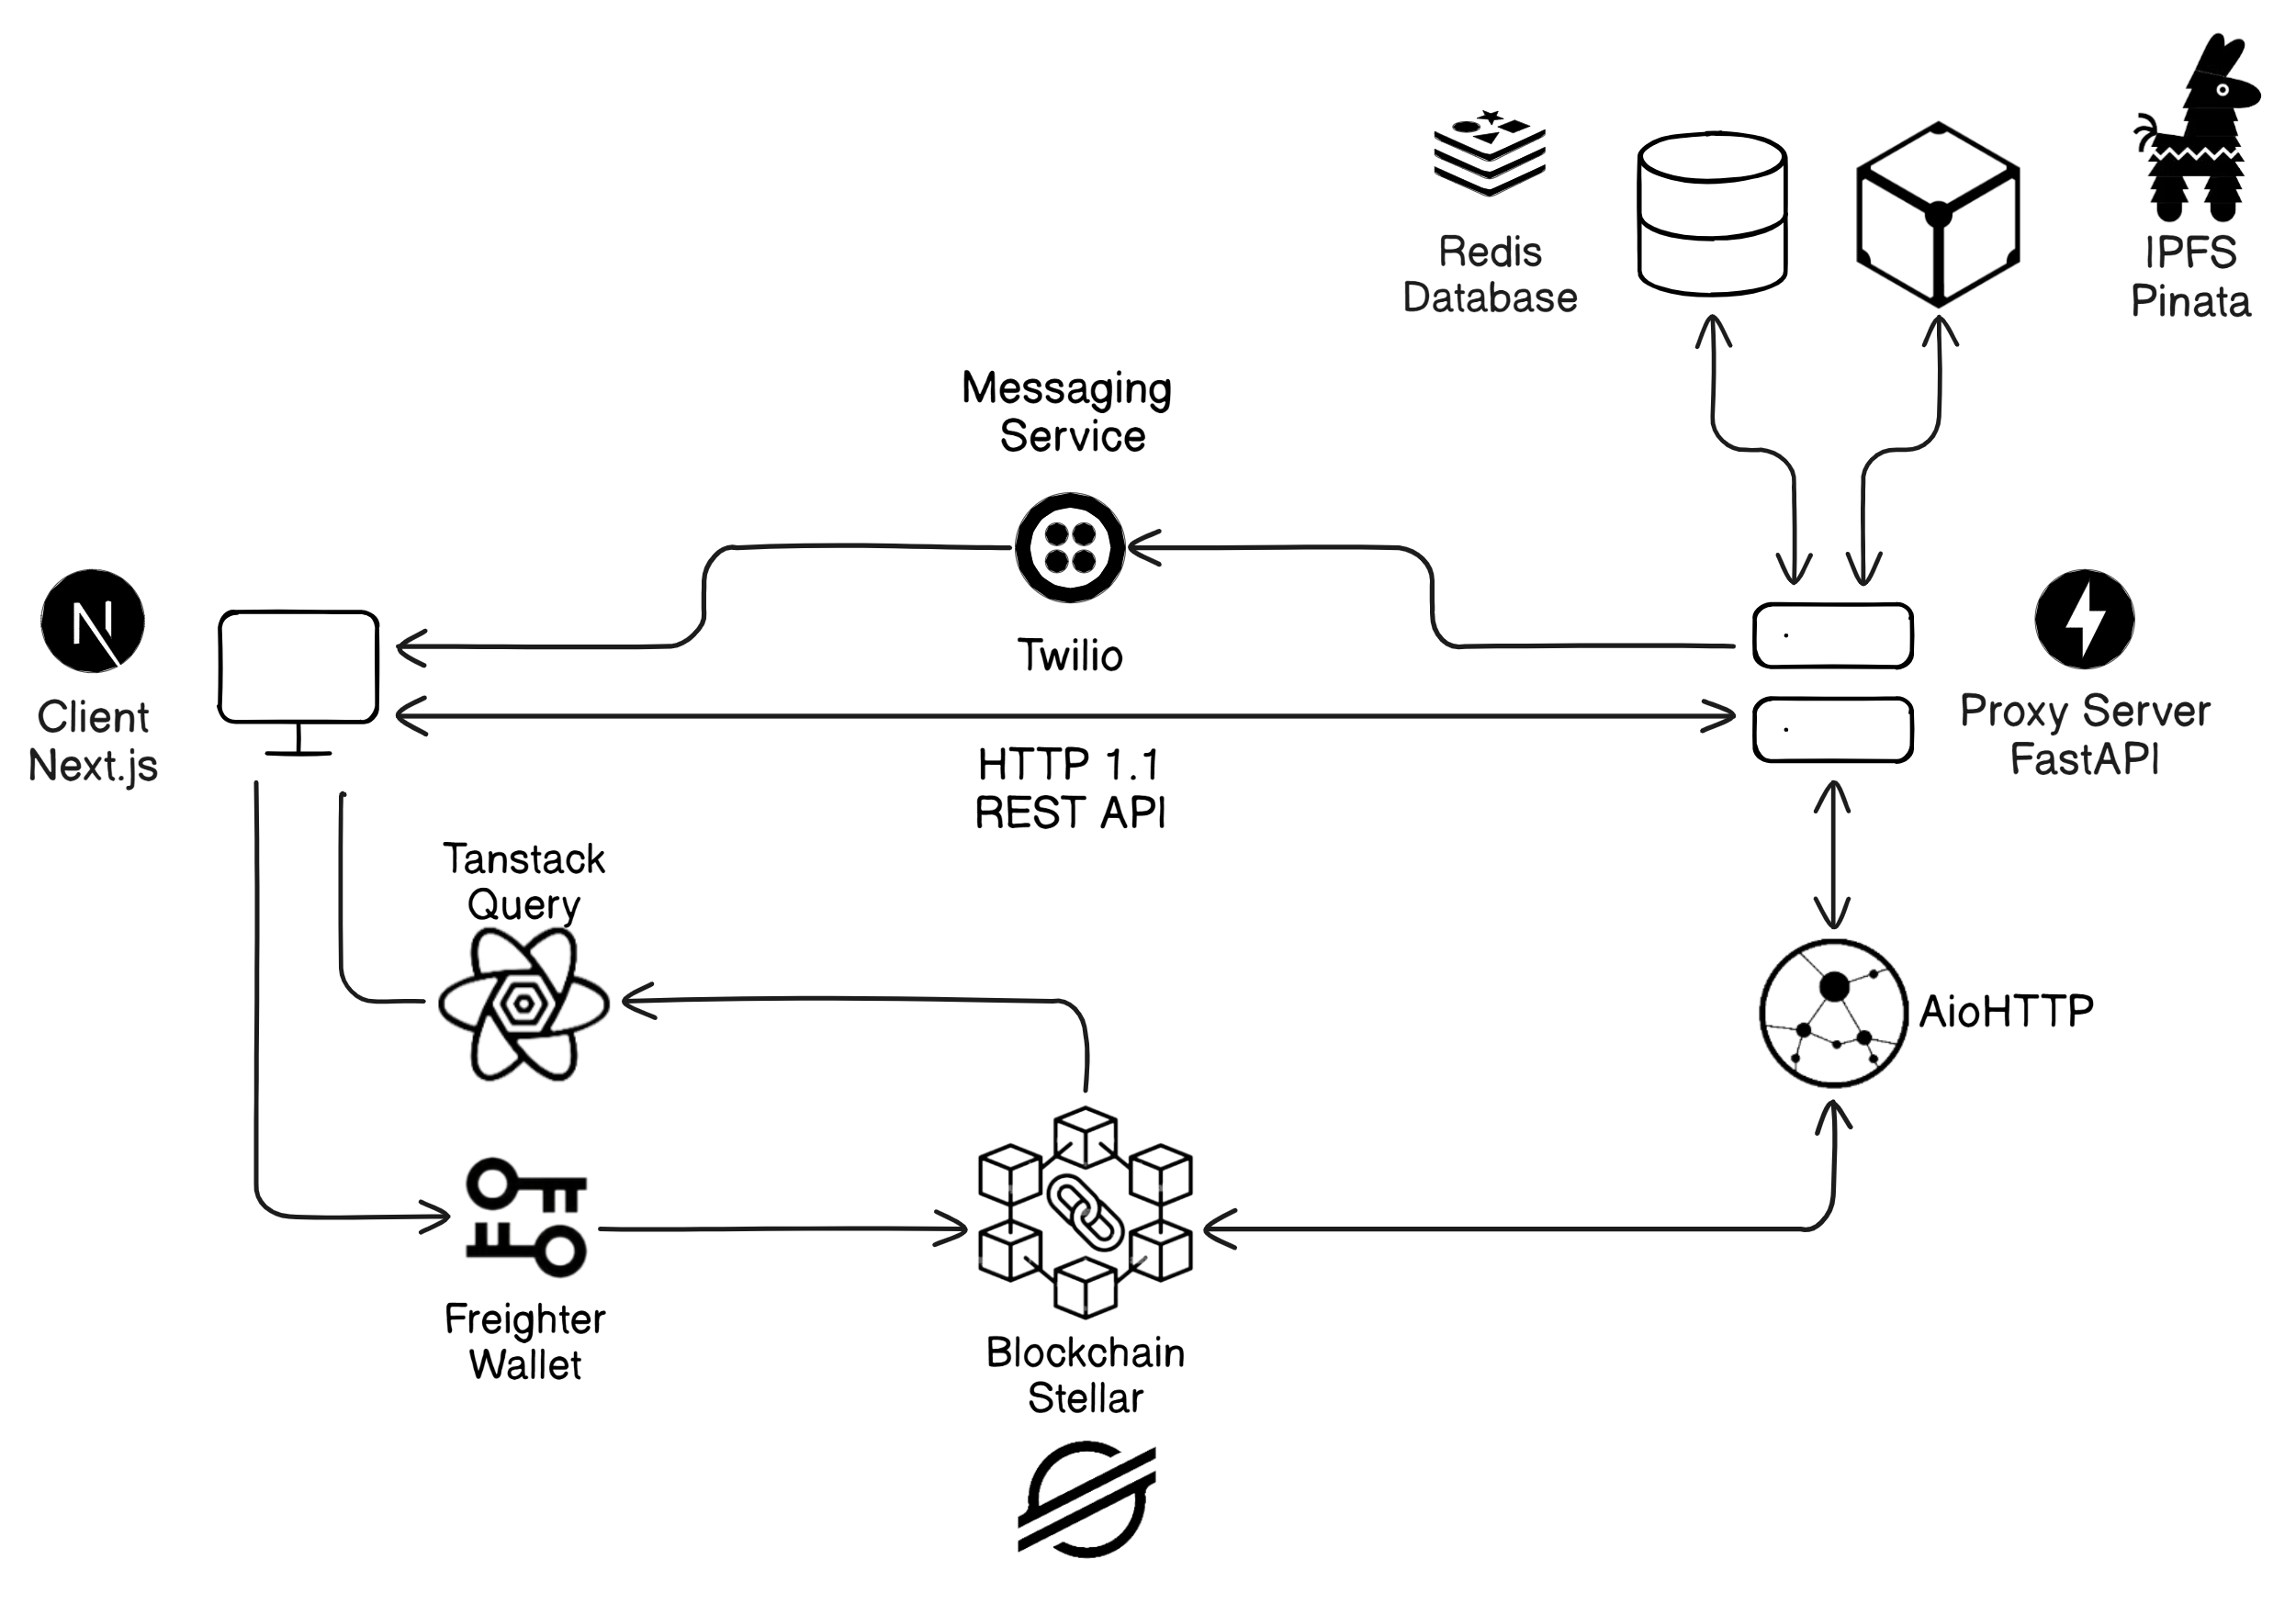 Redis
Database
IPFS
Pinata
Messaging
Service
Twilio
Client
Next.js
Proxy Server
FastAPI
HTTP 1.1
REST API
Tanstack
Query
AioHTTP
Freighter
Wallet
Blockchain
Stellar